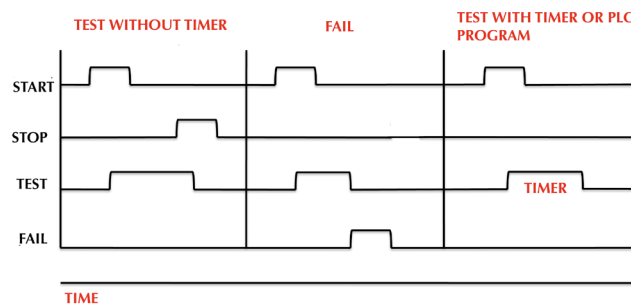 TEST WITHOUT TIMER
FAIL
TEST WITH TIMER OR PLC
PROGRAM
START
STOP
TEST
TIMER
FAIL
TIME